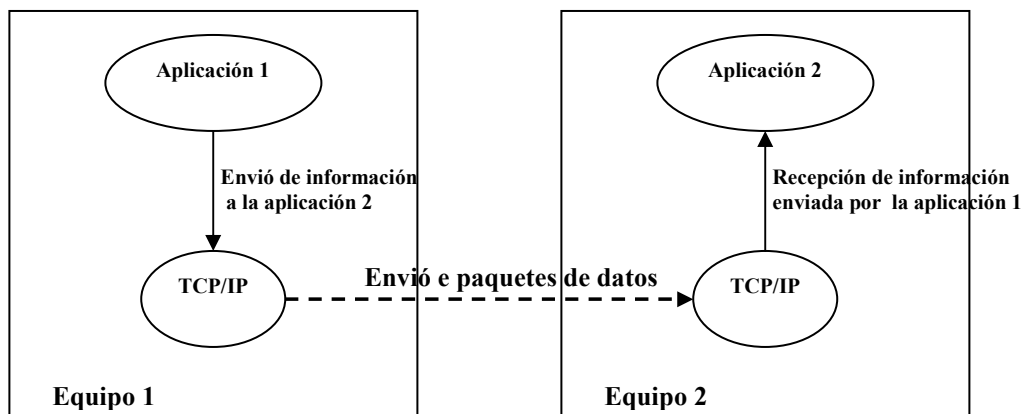 Aplicación 1
Aplicación 2
Envió de información
a la aplicación 2
Recepción de información
enviada por la aplicación 1
TCP/IP
Envió e paquetes de datos
TCP/IP
Equipo 1
Equipo 2